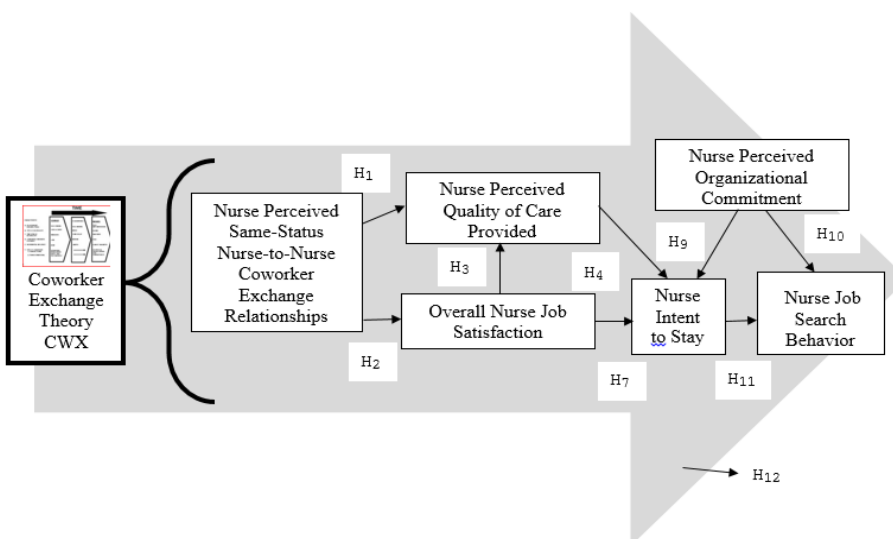 Coworker
Exchange
Theory
CWX
H1
Nurse Perceived
Same-Status
Nurse-to-Nurse
Coworker
Exchange
Relationships
H2
Nurse Perceived
Quality of Care
Provided
H3
H4
Overall Nurse Job
Satisfaction
H7
Nurse Perceived
Organizational
Commitment
H9
H10
Nurse
Intent
to Stay
H11
Nurse Job
Search
Behavior
H12